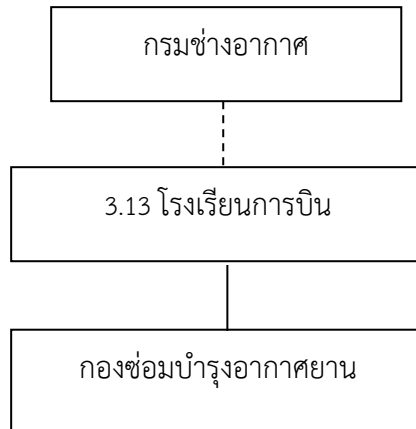 กรมช่างอากาศ
3.13 โรงเรียนการบิน
กองซ่อมบำรุงอากาศยาน